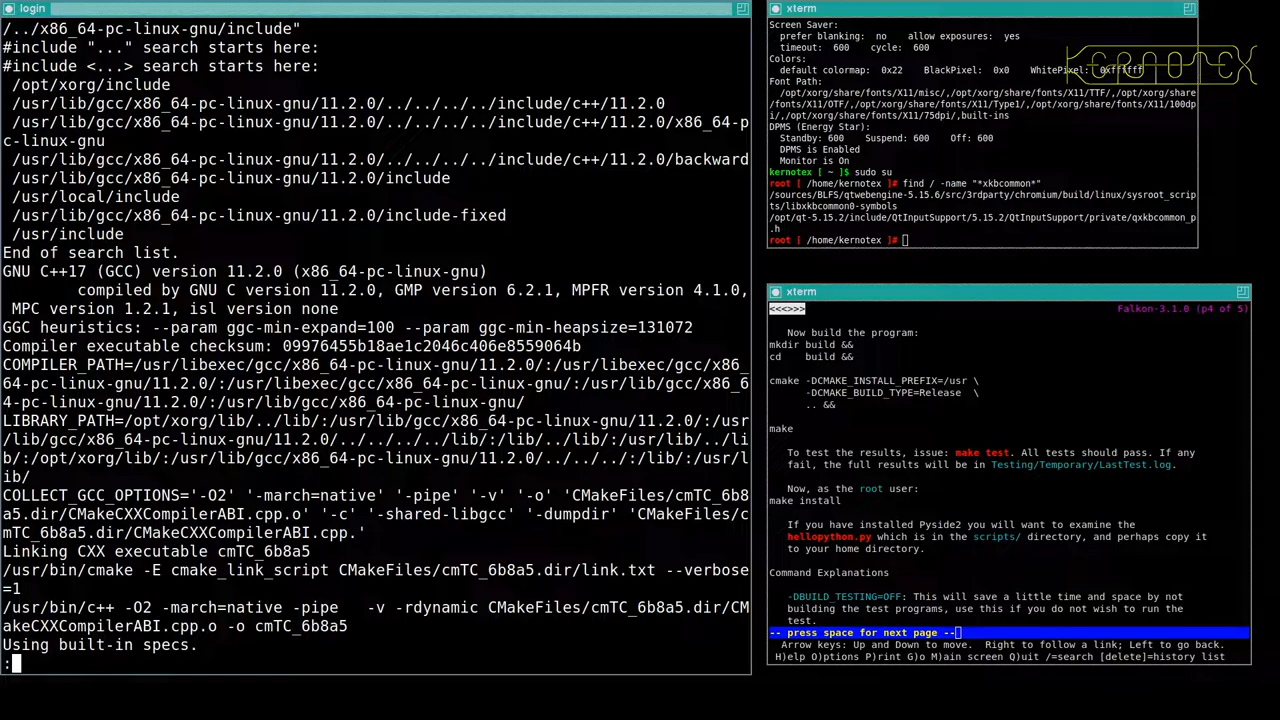 login
/../x86_64-pc-linux-gnu/include"
#include "..." search starts here:
#include <...> search starts here:
/opt/xorg/include
/usr/lib/gcc/x86_64-pc-linux-gnu/11.2.0/../../../../include/c++/11.2.0
/usr/lib/gcc/x86_64-pc-linux-gnu/11.2.0/../../../../include/c++/11.2.0/x86_64-p
c-linux-gnu
/usr/lib/gcc/x86_64-pc-linux-gnu/11.2.0/../../../../include/c++/11.2.0/backward
/usr/lib/gcc/x86_64-pc-linux-gnu/11.2.0/include
/usr/local/include
/usr/lib/gcc/x86_64-pc-linux-gnu/11.2.0/include-fixed
/usr/include
End of search list.
GNU C++17 (GCC) version 11.2.0 (x86_64-pc-linux-gnu)
compiled by GNU C version 11.2.0, GMP version 6.2.1, MPFR version 4.1.0,
MPC version 1.2.1, isl version none
GGC heuristics: --param ggc-min-expand=100 --param ggc-min-heapsize=131072
Compiler executable checksum: 09976455b18ae1c2046c406e8559064b
COMPILER_PATH=/usr/libexec/gcc/x86_64-pc-linux-gnu/11.2.0/:/usr/libexec/gcc/x86_
64-pc-linux-gnu/11.2.0/:/usr/libexec/gcc/x86_64-pc-linux-gnu/:/usr/lib/gcc/x86_6
4-pc-linux-gnu/11.2.0/:/usr/lib/gcc/x86_64-pc-linux-gnu/
LIBRARY_PATH=/opt/xorg/lib/../lib/:/usr/lib/../lib/:/opt/xorg/lib/:/usr/lib/:/usr
/lib/gcc/x86_64-pc-linux-gnu/11.2.0/../../../../lib/:/lib/../lib/:/usr/lib/../li
b/:/opt/xorg/lib/:/usr/lib/gcc/x86_64-pc-linux-gnu/11.2.0/../../../:/lib/:/usr/l
ib/
COLLECT_GCC_OPTIONS='-O2' '-march=native' '-pipe' '-v' '-o' 'CMakeFiles/cmTC_6b8
a5.dir/CMakeCXXCompilerABI.cpp.o' '-c' '-shared-libgcc' '-dumpdir' 'CMakeFiles/c
mTC_6b8a5.dir/CMakeCXXCompilerABI.cpp.'
Linking CXX executable cmTC_6b8a5
/usr/bin/cmake -E cmake_link_script CMakeFiles/cmTC_6b8a5.dir/link.txt --verbose
=1
/usr/bin/c++ -O2 -march=native -pipe   -v -rdynamic CMakeFiles/cmTC_6b8a5.dir/CM
akeCXXCompilerABI.cpp.o -o cmTC_6b8a5
Using built-in specs.
:
xterm
Screen Saver:
prefer blanking:  no    allow exposures:  yes
timeout:  600    cycle:  600
Colors:
default colormap:  0x22    BlackPixel:  0x0    WhitePixel:  0xffffff
KERNOTEX
Font Path:
/opt/xorg/share/fonts/X11/misc/,/opt/xorg/share/fonts/X11/TTF/,/opt/xorg/share
/fonts/X11/OTF/,/opt/xorg/share/fonts/X11/Type1/,/opt/xorg/share/fonts/X11/100dp
i/,/opt/xorg/share/fonts/X11/75dpi/,built-ins
DPMS (Energy Star):
Standby: 600    Suspend: 600    Off: 600
DPMS is Enabled
Monitor is On
kernotex [ ~ ]$ sudo su
root [ /home/kernotex ]# find / -name "*xkbcommon*"
/sources/BLFS/qtwebengine-5.15.6/src/3rdparty/chromium/build/linux/sysroot_scrip
ts/libxkbcommon0-symbols
/opt/qt-5.15.2/include/QtInputSupport/5.15.2/QtInputSupport/private/qxkbcommon_p
.h
root [ /home/kernotex ]#
xterm
<<<>>> Falkon-3.1.0 (p4 of 5)
Now build the program:
mkdir build &&
cd    build &&
cmake -DCMAKE_INSTALL_PREFIX=/usr \
-DCMAKE_BUILD_TYPE=Release  \
.. &&
make
To test the results, issue: make test. All tests should pass. If any
fail, the full results will be in Testing/Temporary/LastTest.log.
Now, as the root user:
make install
If you have installed Pyside2 you will want to examine the
hellopython.py which is in the scripts/ directory, and perhaps copy it
to your home directory.
Command Explanations
-DBUILD_TESTING=OFF: This will save a little time and space by not
building the test programs, use this if you do not wish to run the
test.
-- press space for next page --
Arrow keys: Up and Down to move.  Right to follow a link; Left to go back.
H)elp O)ptions P)rint G)o M)ain screen Q)uit /=search [delete]=history list